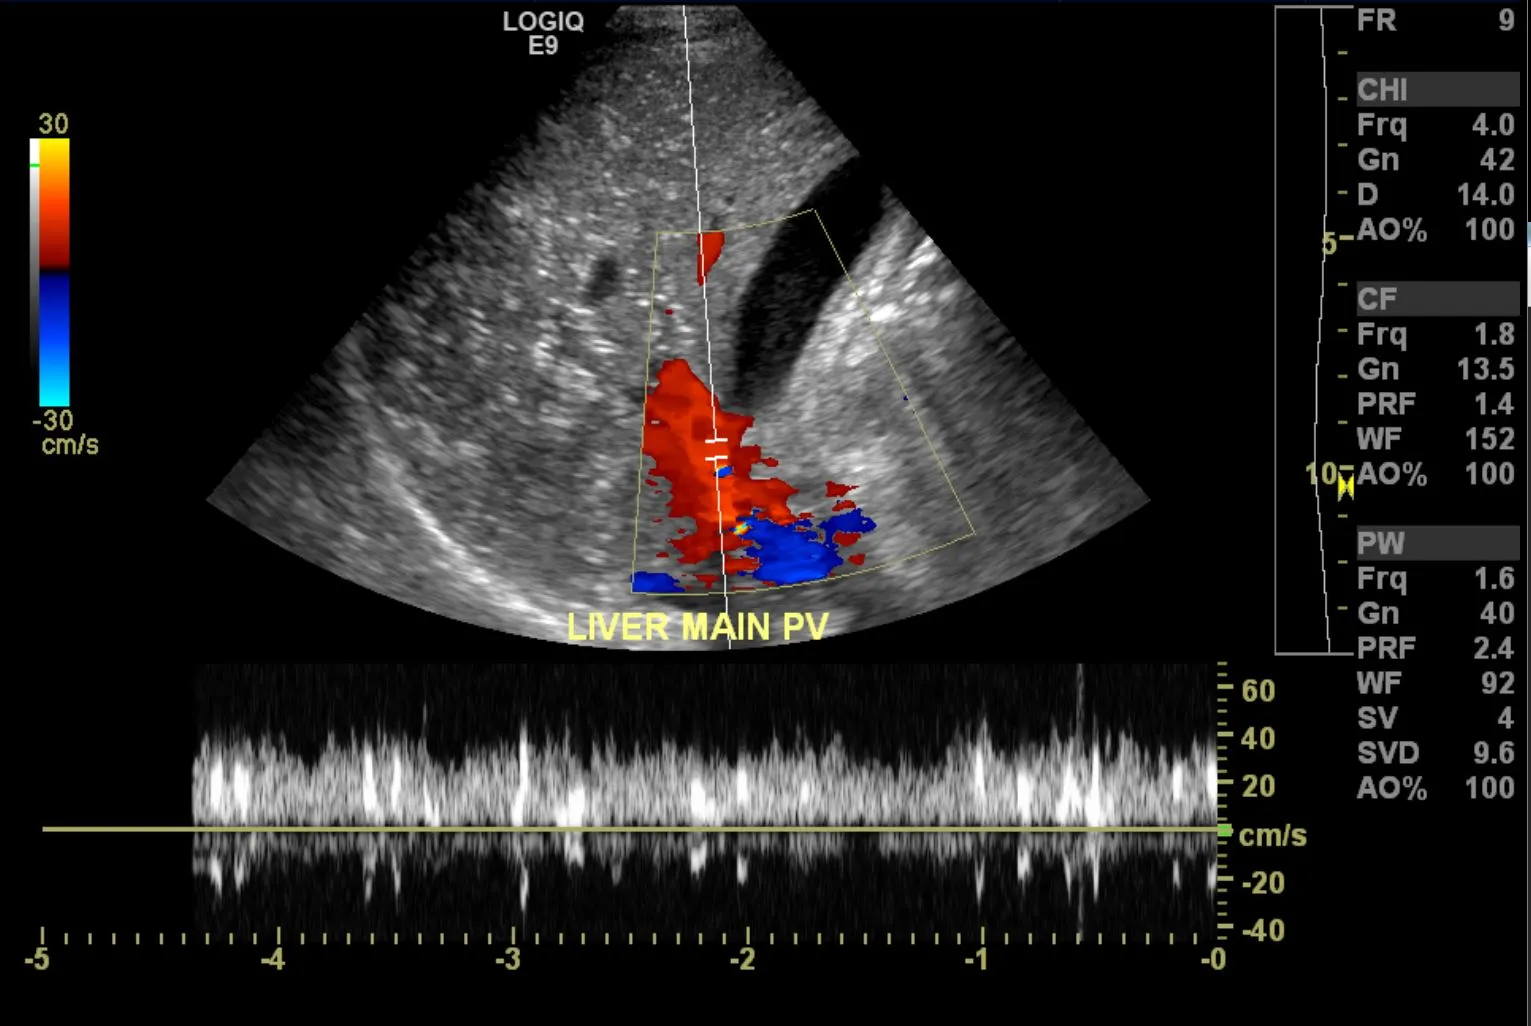 LOGIQ
E9
30
-30
cm/s
5
10
LIVER MAIN PV
FR 9
CHI
Frq 4.0
Gn 42
D 14.0
AO% 100
CF
Frq 1.8
Gn 13.5
PRF 1.4
WF 152
AO% 100
PW
Frq 1.6
Gn 40
PRF 2.4
WF 92
SV 4
SVD 9.6
AO% 100
60
40
20
cm/s
-20
-40
-5 -4 -3 -2 -1 -0